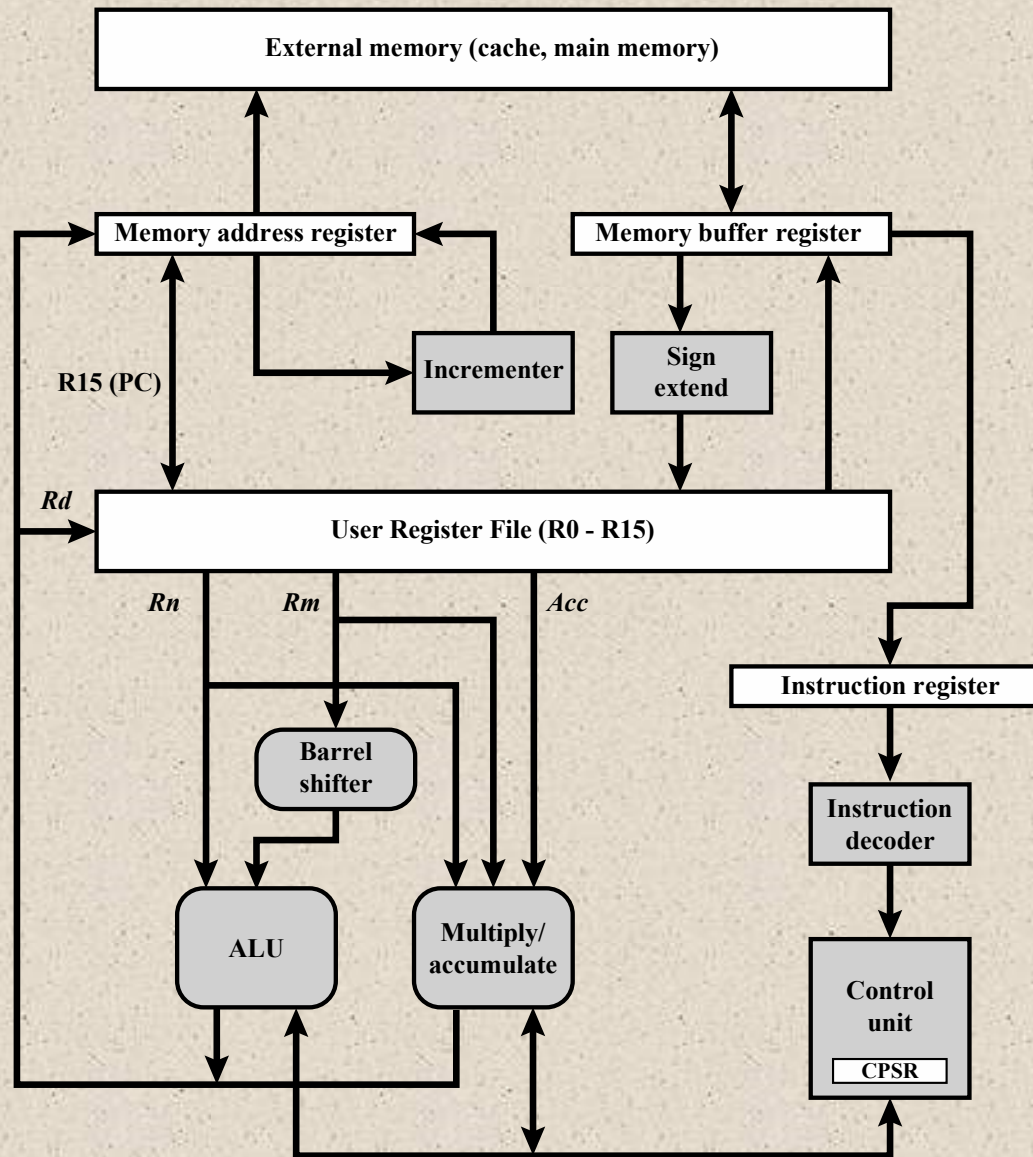 External memory (cache, main memory)
Memory address register
Memory buffer register
Incrementer
Sign
extend
R15 (PC)
Rd
User Register File (R0 - R15)
Rn
Rm
Acc
Instruction register
Barrel
shifter
Instruction
decoder
ALU
Multiply/
accumulate
Control
unit
CPSR